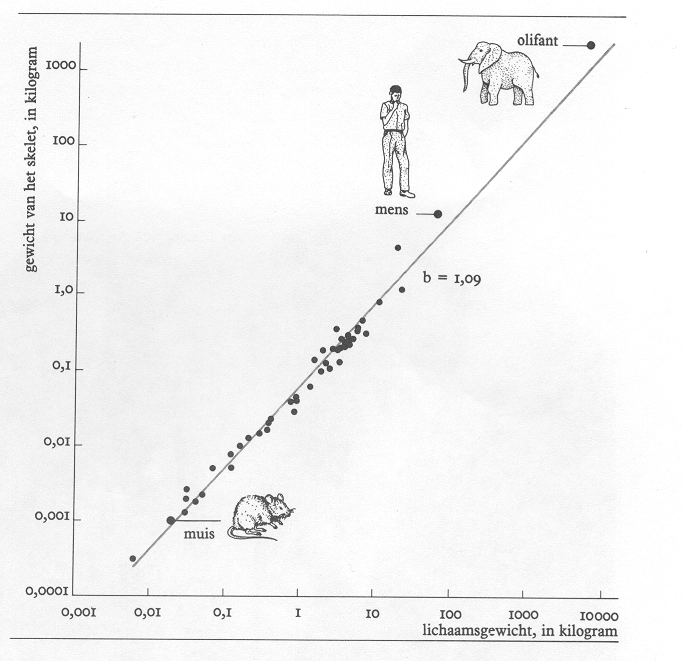 olifant
gewicht van het skelet, in kilogram
1000
100
mens
10
b = 1,09
1,0
0,1
0,01
0,001
muis
0,0001
0,001
0,01
0,1
1
10
100
1000
10000
lichaamsgewicht, in kilogram